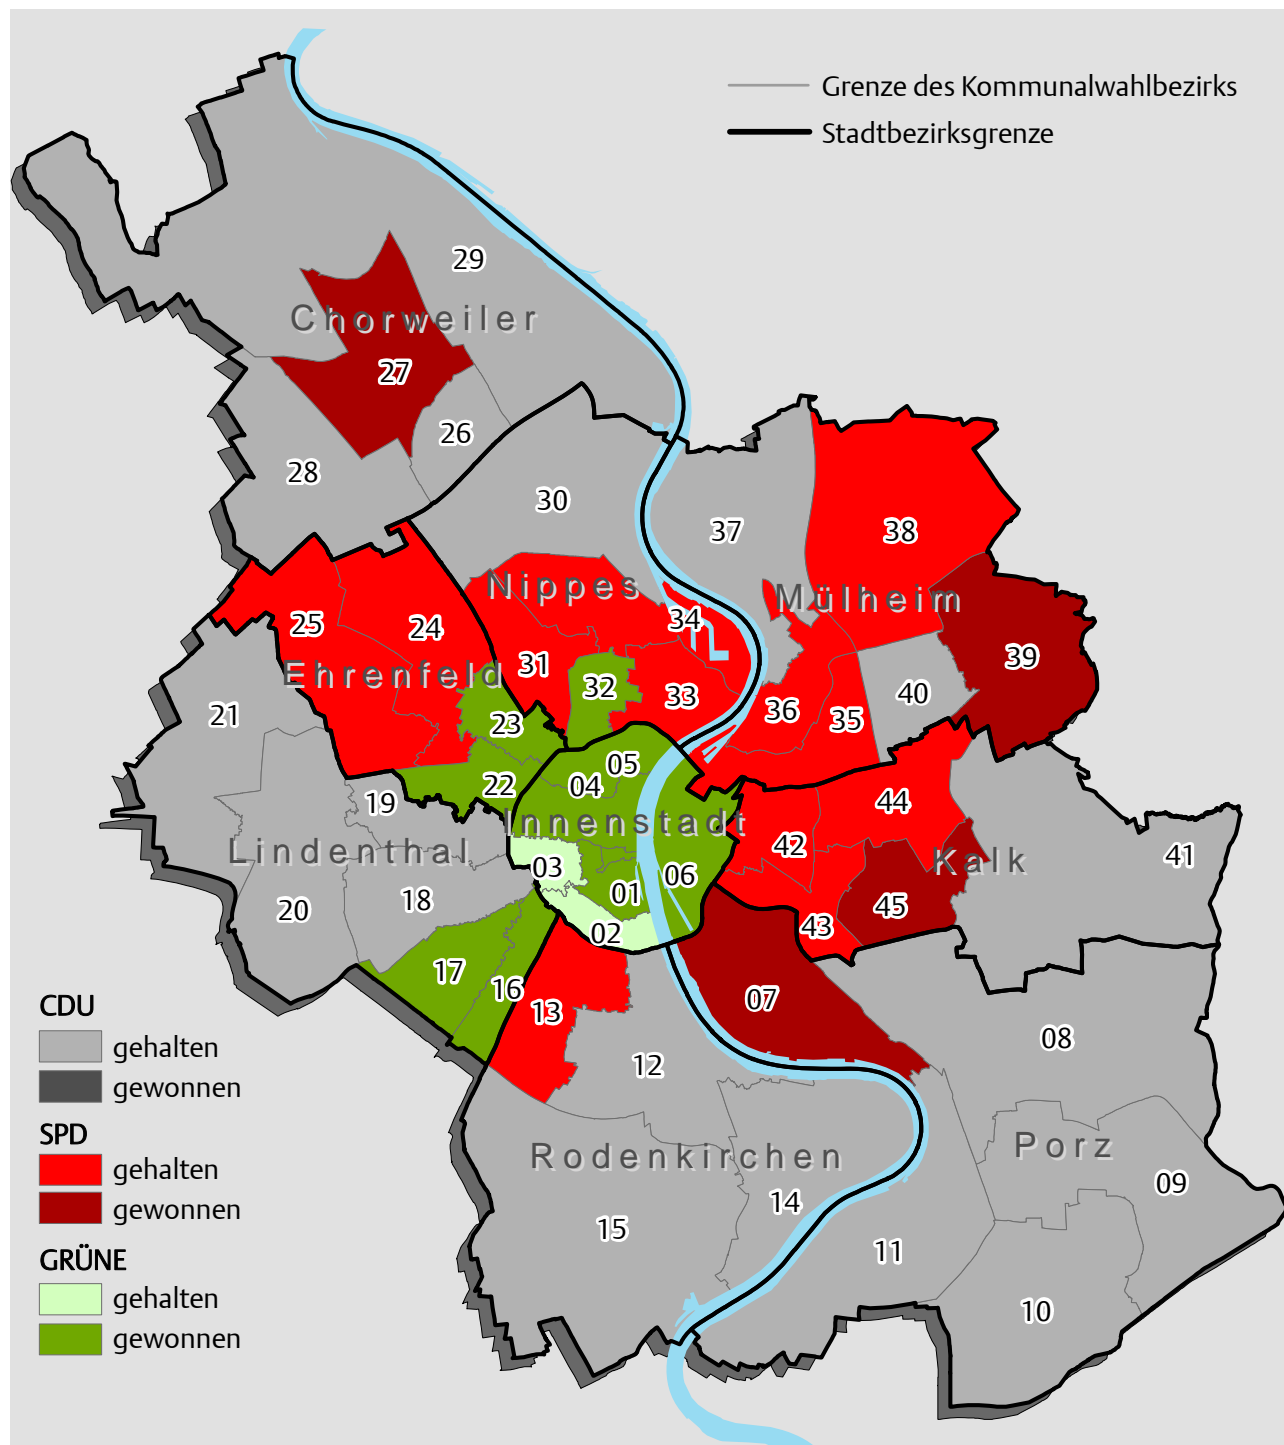 Grenze des Kommunalwahlbezirks
Stadtbezirksgrenze
29
Chorweiler
27
26
28
30
37
38
Nippes
Mülheim
34
25
24
39
31
Ehrenfeld
32
33
40
21
36
35
23
05
04
22
19
44
Innenstadt
42
Lindenthal
41
Kalk
03
06
01
18
45
20
43
02
17
16
07
13
CDU
08
gehalten
12
gewonnen
SPD
Porz
Rodenkirchen
gehalten
09
14
gewonnen
15
11
GRÜNE
gehalten
10
gewonnen